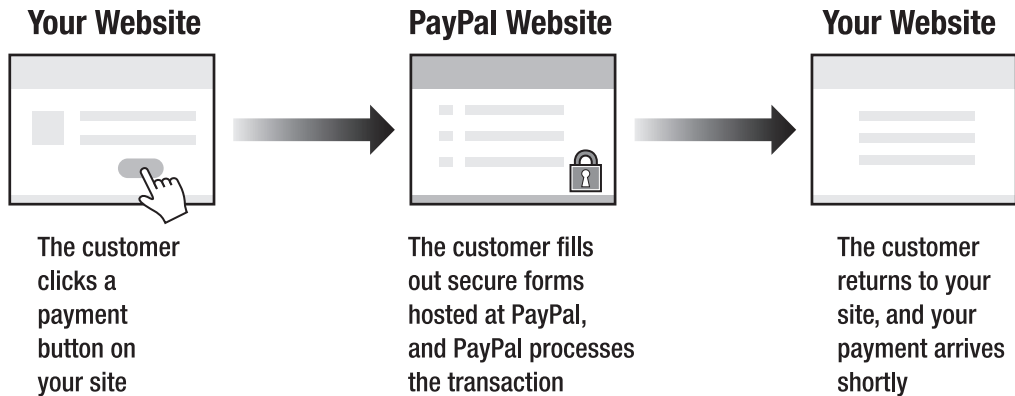 Your Website
The customer
clicks a
payment
button on
your site
PayPal Website
The customer fills
out secure forms
hosted at PayPal,
and PayPal processes
the transaction
Your Website
The customer
returns to your
site, and your
payment arrives
shortly